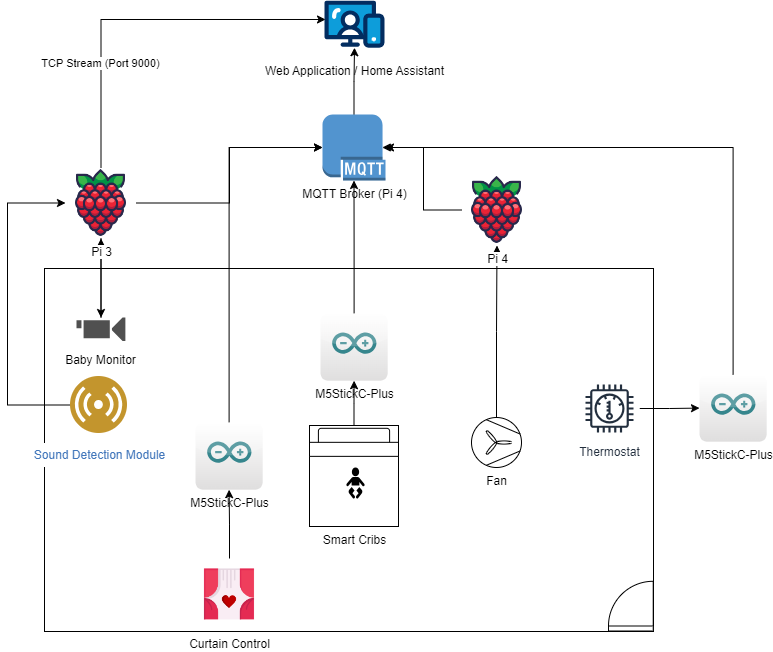 TCP Stream (Port 9000)
Web Application / Home Assistant
MQTT
MQTT Broker (Pi 4)
Pi 3
Pi 4
Baby Monitor
Sound Detection Module
M5StickC-Plus
M5StickC-Plus
Smart Cribs
Fan
Thermostat
M5StickC-Plus
Curtain Control